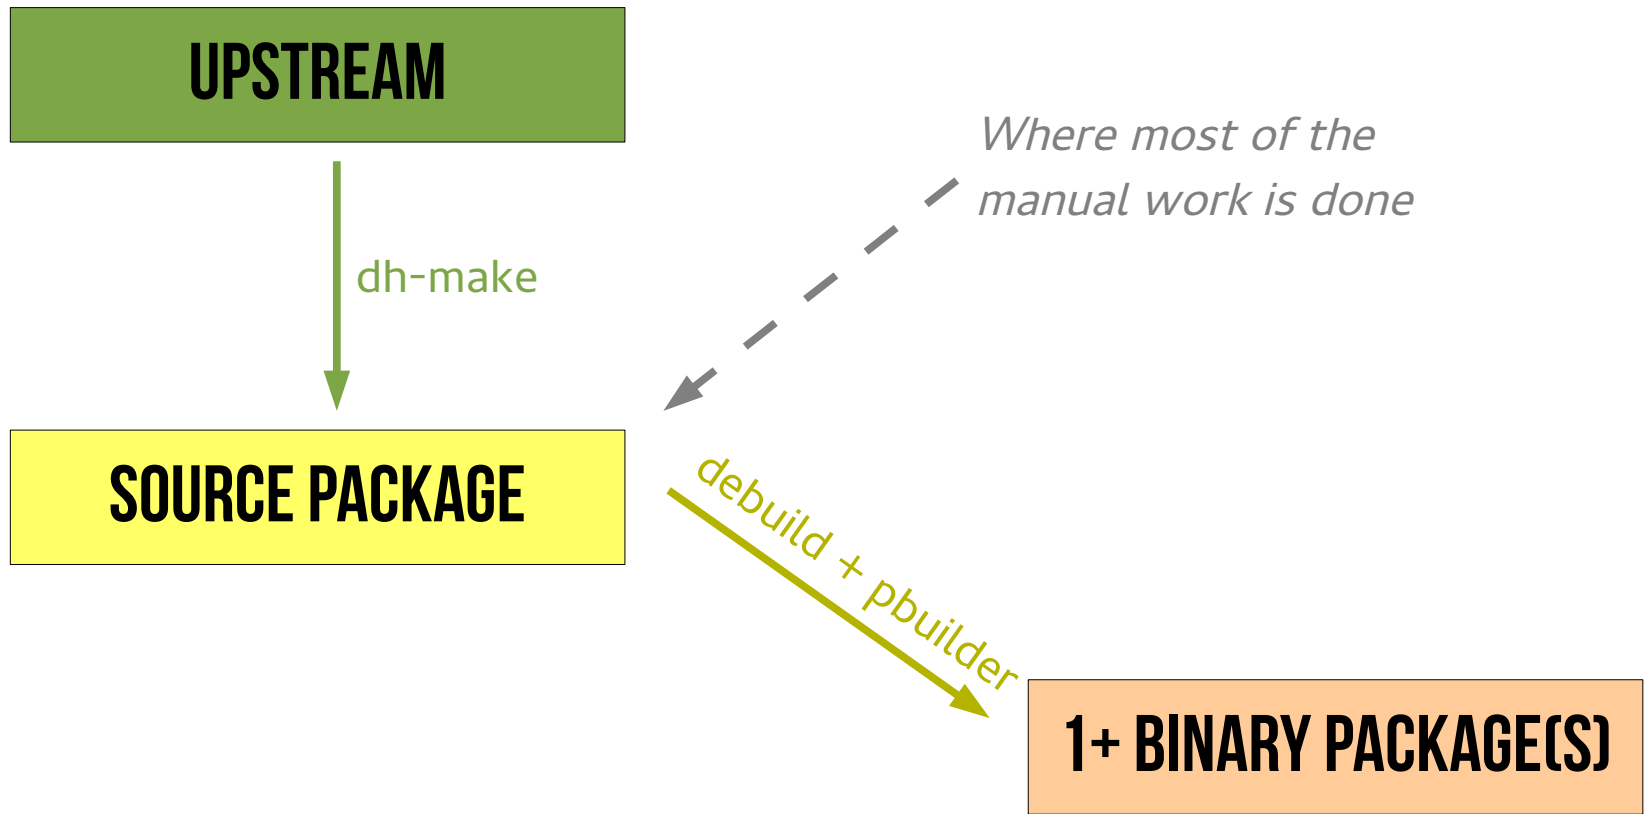 UPSTREAM
Where most of the
manual work is done
dh-make
SOURCE PACKAGE
debuild + pbuilder
1+ BINARY PACKAGE(S)